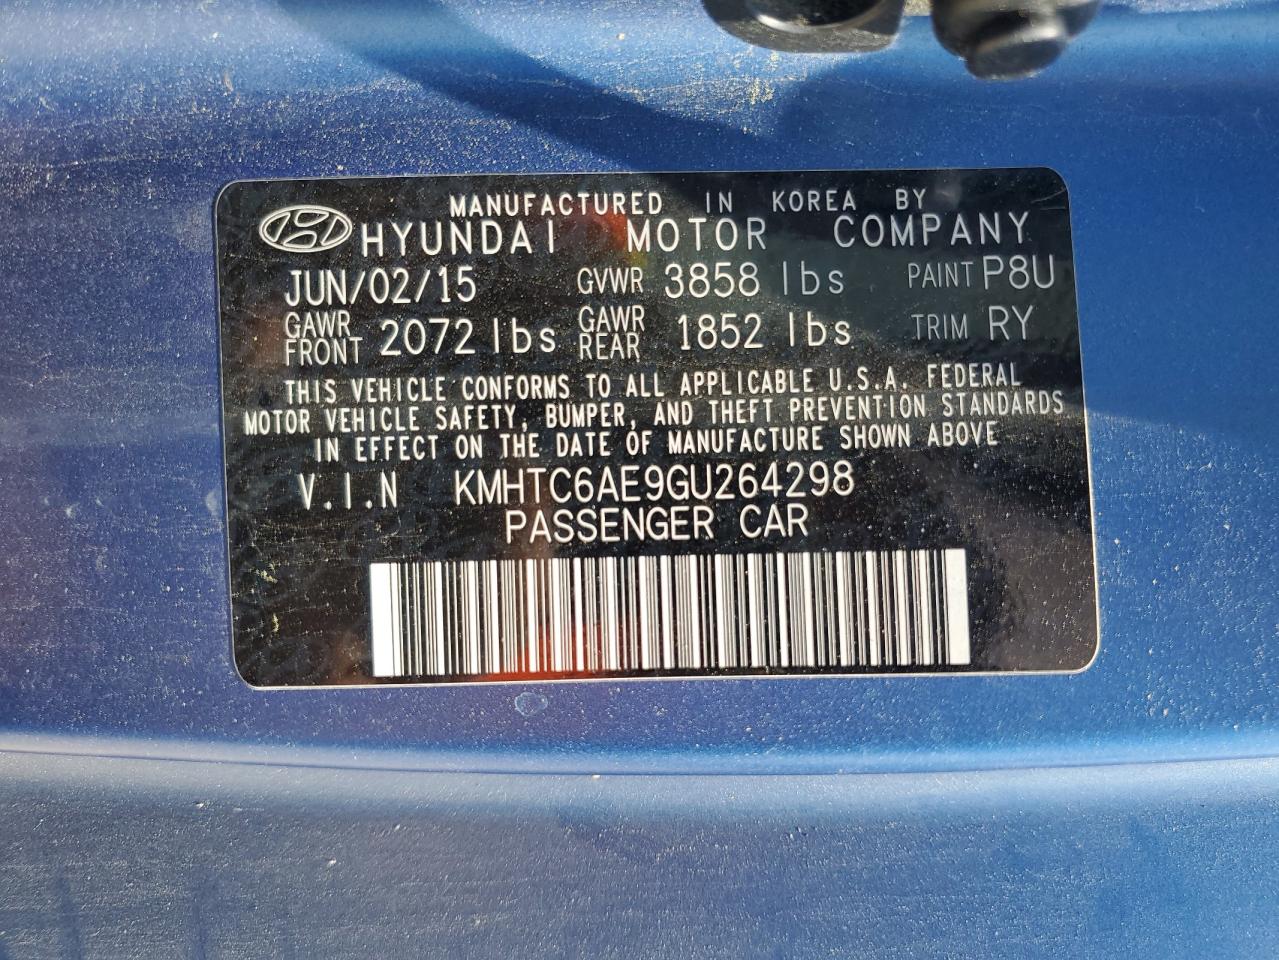 MANUFACTURED IN KOREA BY
HYUNDAI MOTOR COMPANY
JUN/02/15 GVWR 3858 lbs PAINT P8U
GAWR FRONT 2072 lbs GAWR REAR 1852 lbs TRIM RY
THIS VEHICLE CONFORMS TO ALL APPLICABLE U.S.A. FEDERAL
MOTOR VEHICLE SAFETY, BUMPER, AND THEFT PREVENTION STANDARDS
IN EFFECT ON THE DATE OF MANUFACTURE SHOWN ABOVE
V.I.N KMHTC6AE9GU264298
PASSENGER CAR